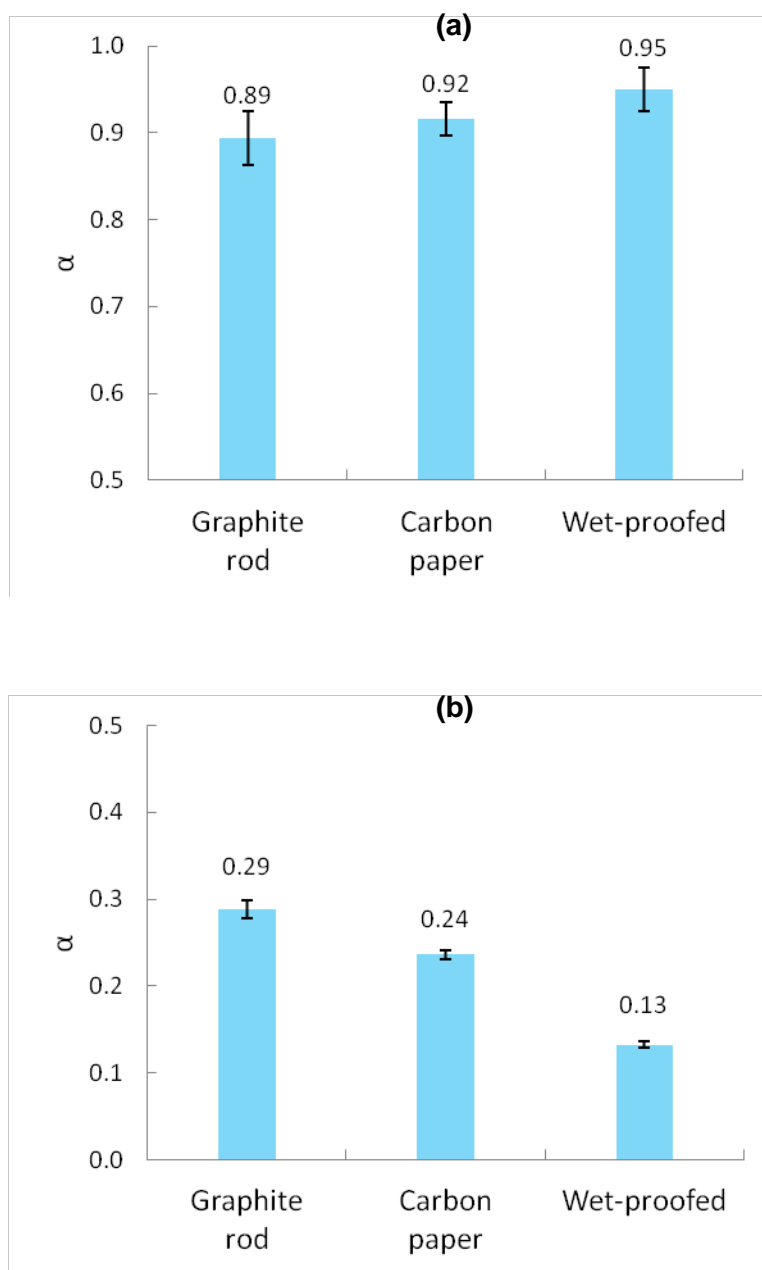 (a)
1.0
0.9
0.8
0.7
0.6
0.5
α
0.89
0.92
0.95
Graphite rod
Carbon paper
Wet-proofed
(b)
0.5
0.4
0.3
0.2
0.1
0.0
α
0.29
0.24
0.13
Graphite rod
Carbon paper
Wet-proofed